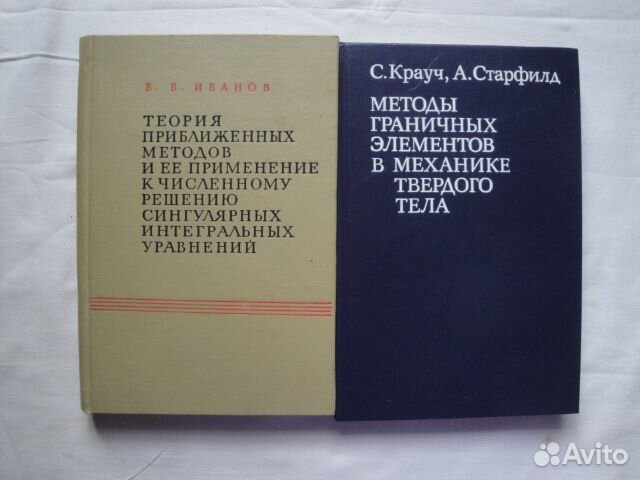 В. В. ИВАНОВ
ТЕОРИЯ
ПРИБЛИЖЕННЫХ
МЕТОДОВ
И ЕЕ ПРИМЕНЕНИЕ
К ЧИСЛЕННОМУ
РЕШЕНИЮ
СИНГУЛЯРНЫХ
ИНТЕГРАЛЬНЫХ
УРАВНЕНИЙ
С. Крауч, А. Старфилд
МЕТОДЫ
ГРАНИЧНЫХ
ЭЛЕМЕНТОВ
В МЕХАНИКЕ
ТВЕРДОГО
ТЕЛА
Avito